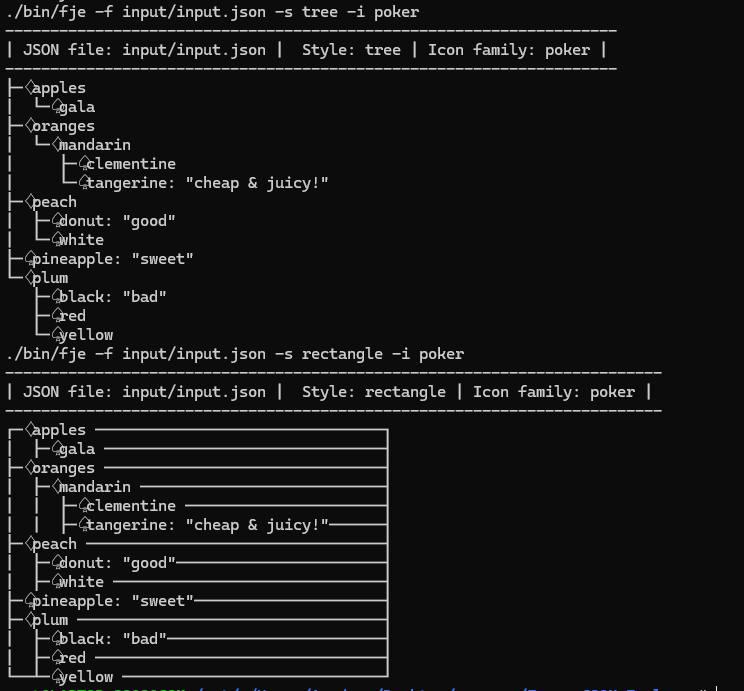 ./bin/fje -f input/input.json -s tree -i poker
--------------------------------------------------------------------
| JSON file: input/input.json |  Style: tree | Icon family: poker |
--------------------------------------------------------------------
├─♢apples
│  └─♤gala
├─♢oranges
│  └─♢mandarin
│     ├─♤clementine
│     └─♤tangerine: "cheap & juicy!"
├─♢peach
│  ├─♤donut: "good"
│  └─♤white
├─♤pineapple: "sweet"
└─♢plum
   ├─♤black: "bad"
   ├─♤red
   └─♤yellow
./bin/fje -f input/input.json -s rectangle -i poker
-------------------------------------------------------------------------
| JSON file: input/input.json |  Style: rectangle | Icon family: poker |
-------------------------------------------------------------------------
┌─♢apples ────────────────────────────────┐
│  ├─♤gala ───────────────────────────────┤
├─♢oranges ───────────────────────────────┤
│  ├─♢mandarin ───────────────────────────┤
│  │  ├─♤clementine ──────────────────────┤
│  │  ├─♤tangerine: "cheap & juicy!"──────┤
├─♢peach ─────────────────────────────────┤
│  ├─♤donut: "good"───────────────────────┤
│  ├─♤white ──────────────────────────────┤
├─♤pineapple: "sweet"─────────────────────┤
├─♢plum ──────────────────────────────────┤
│  ├─♤black: "bad"────────────────────────┤
│  ├─♤red ────────────────────────────────┤
└──┴─♤yellow ─────────────────────────────┘